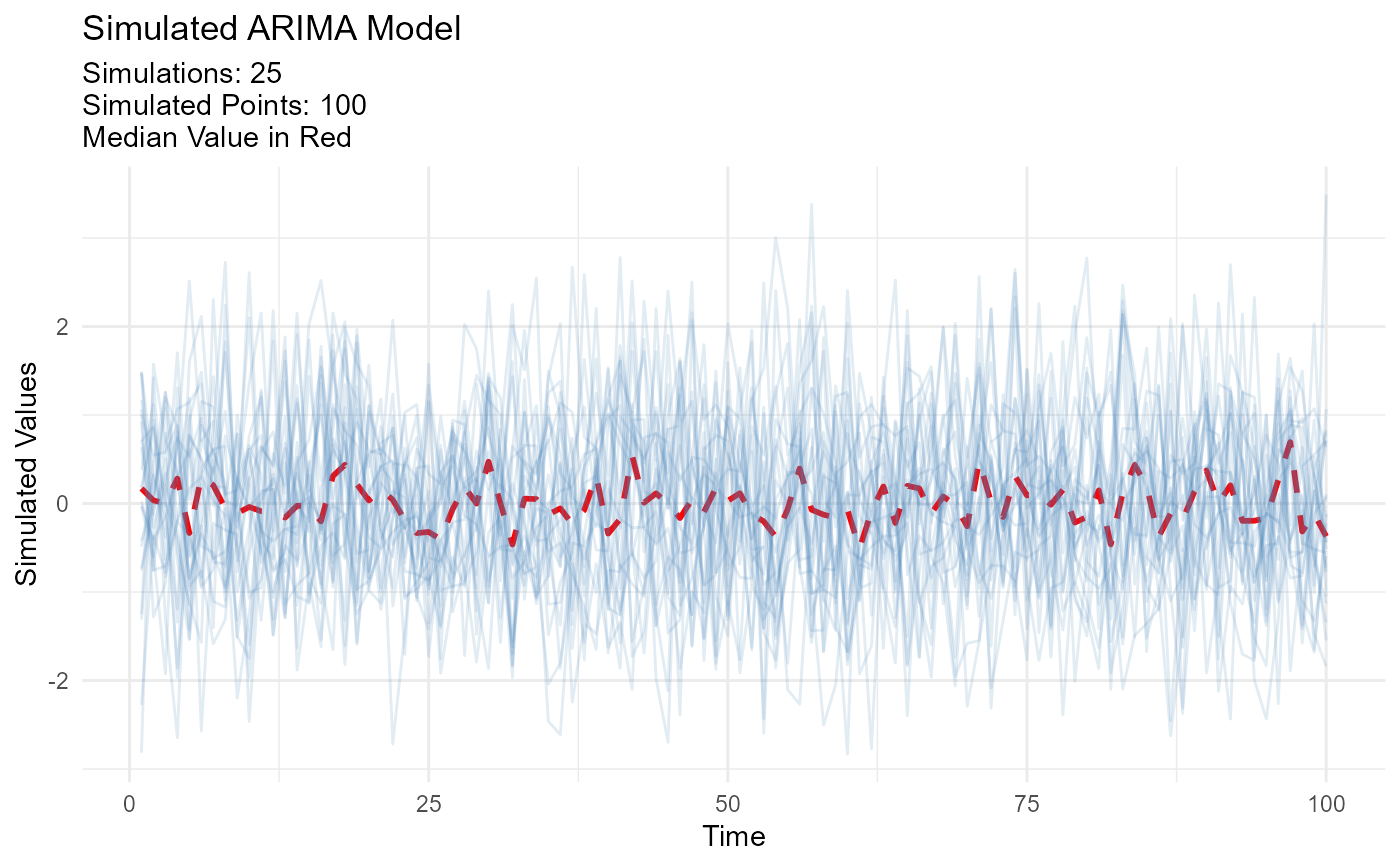 Simulated ARIMA Model
Simulations: 25
Simulated Points: 100
Median Value in Red
Simulated Values
2
0
-2
0
25
50
75
100
Time